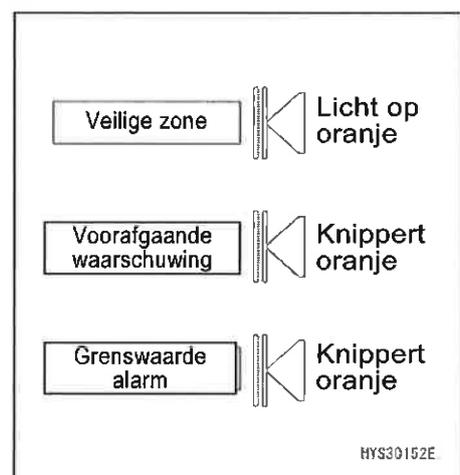 Veilige zone
Licht op
oranje
Voorafgaande
waarschuwing
Knippert
oranje
Grenswaarde
alarm
Knippert
oranje
HYS30152E